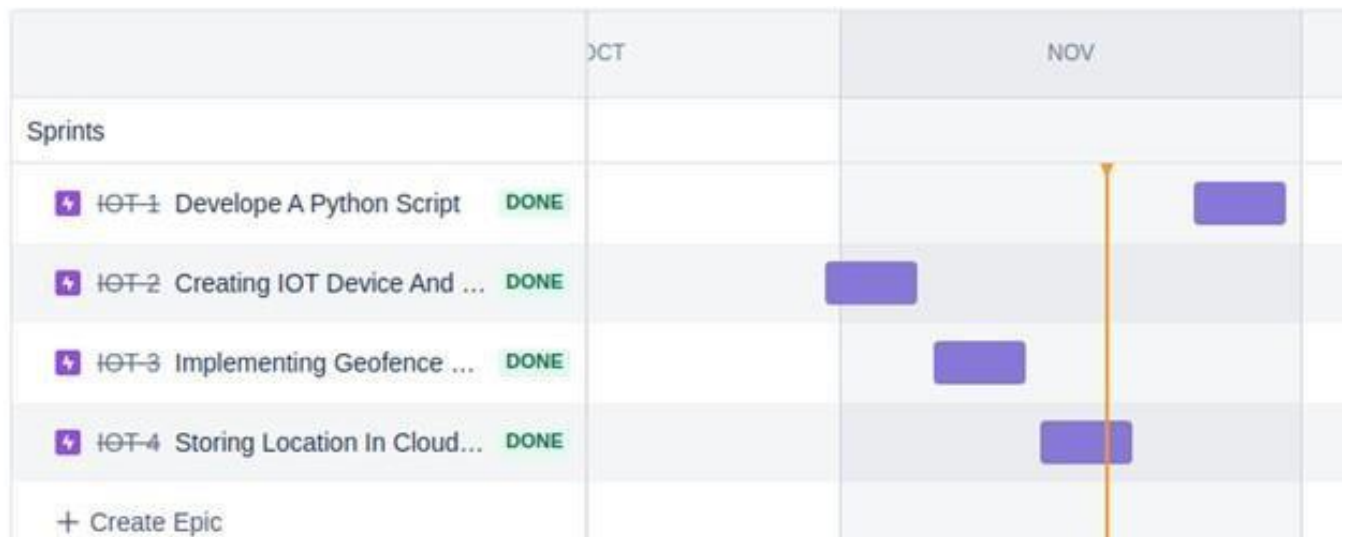 OCT NOV
Sprints
IOT-1 Develope A Python Script DONE
IOT-2 Creating IOT Device And ... DONE
IOT-3 Implementing Geofence ... DONE
IOT-4 Storing Location In Cloud... DONE
+ Create Epic